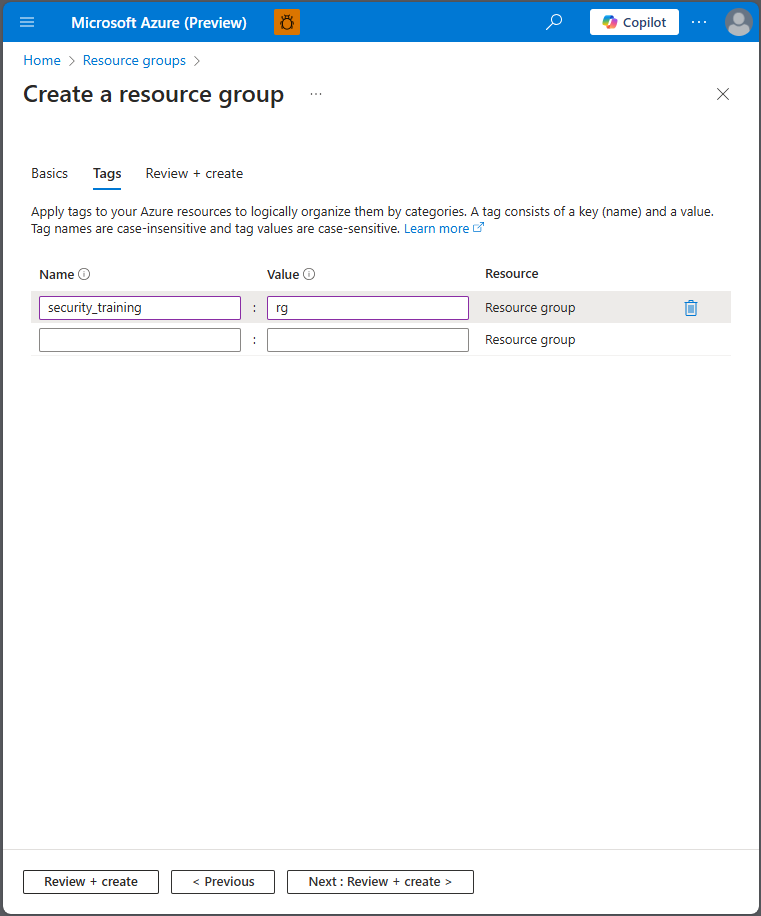 Microsoft Azure (Preview)
Copilot
Home > Resource groups >
Create a resource group
Basics Tags Review + create
Apply tags to your Azure resources to logically organize them by categories. A tag consists of a key (name) and a value.
Tag names are case-insensitive and tag values are case-sensitive. Learn more
Name Value Resource
security_training : rg Resource group
: Resource group
Review + create < Previous Next : Review + create >